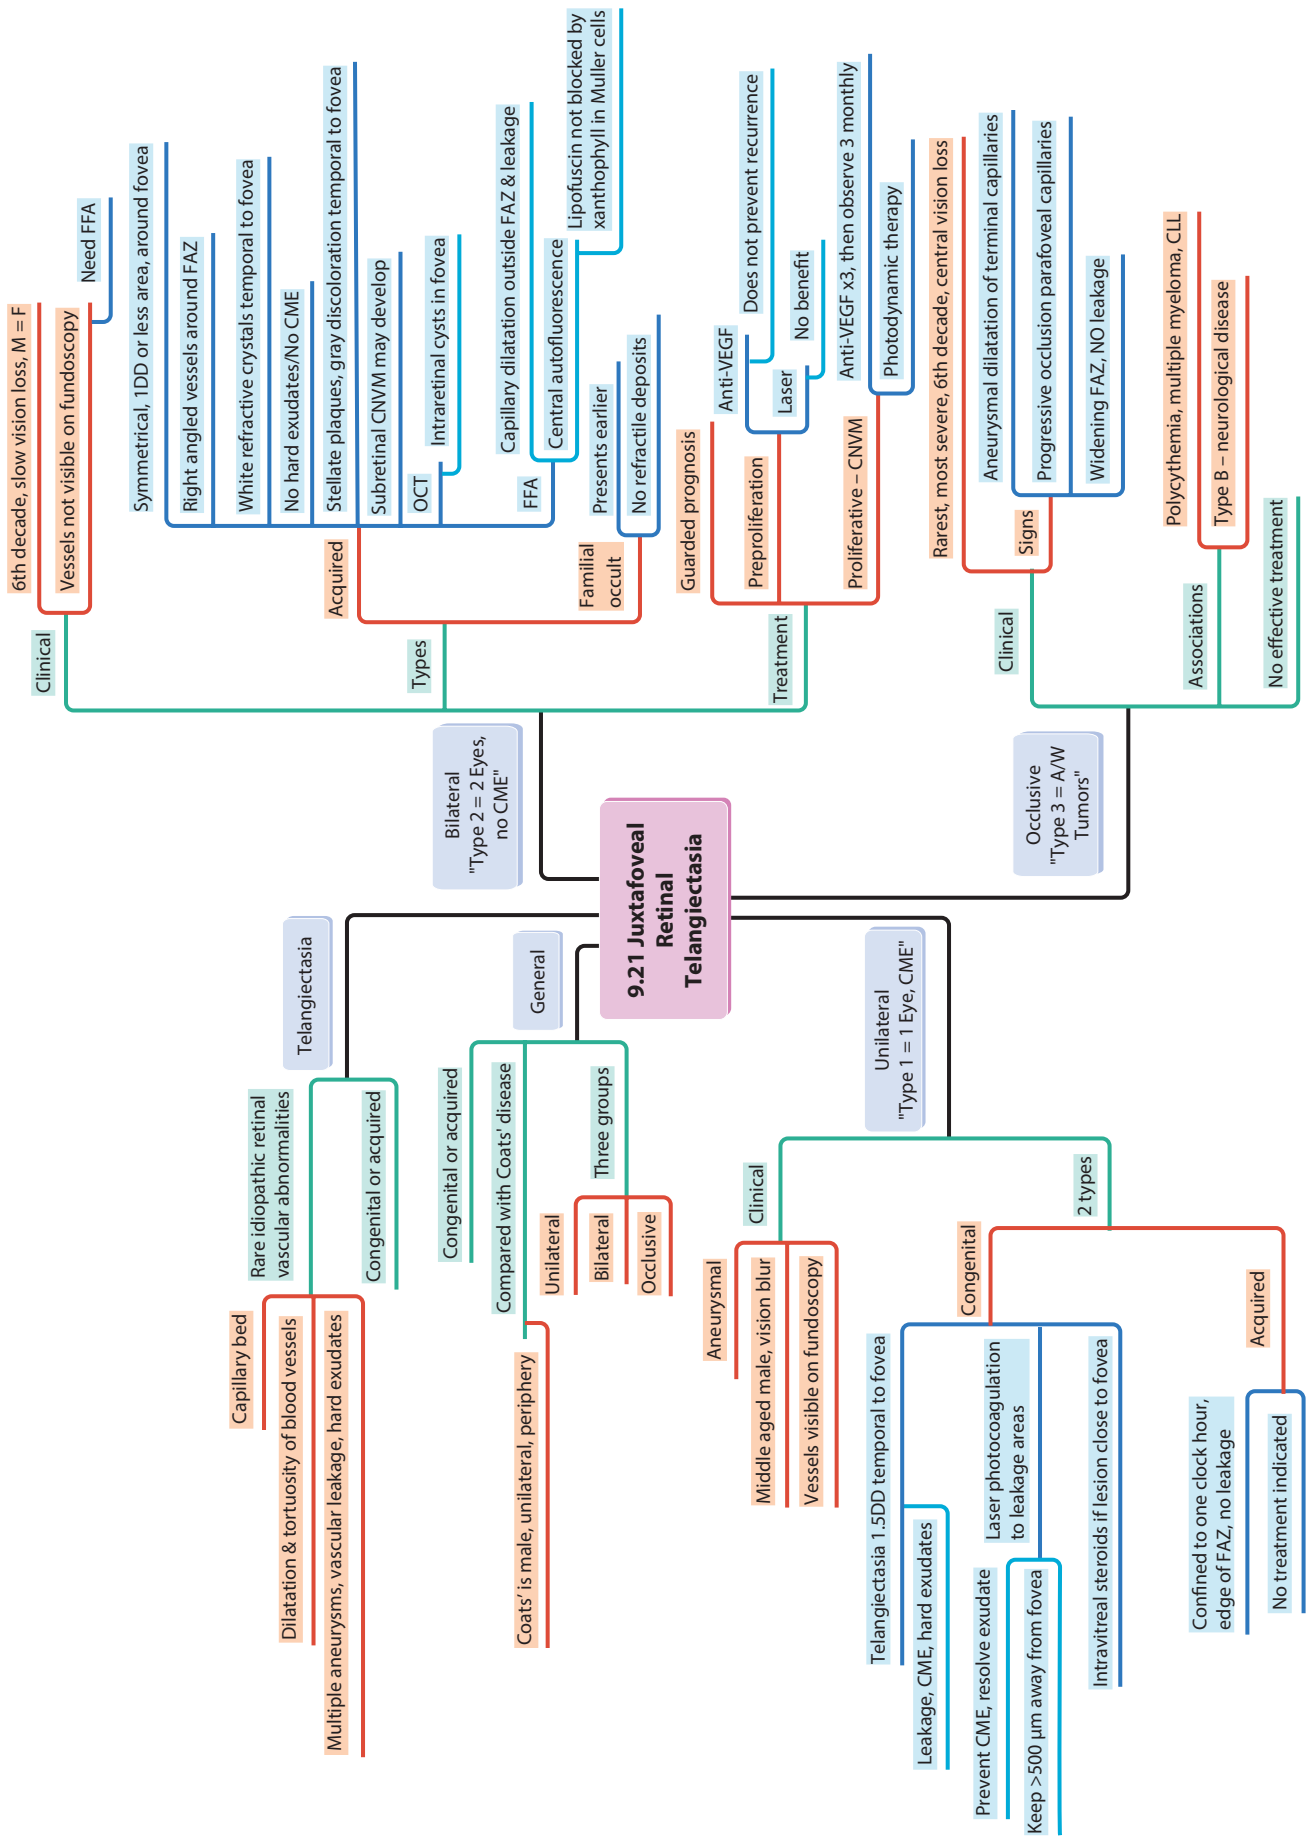 9.21 Juxtafoveal
Retinal
Telangiectasia
Telangiectasia
Rare idiopathic retinal
vascular abnormalities
Capillary bed
Dilatation & tortuosity of blood vessels
Multiple aneurysms, vascular leakage, hard exudates
Congenital or acquired
General
Congenital or acquired
Compared with Coats' disease
Coats' is male, unilateral, periphery
Three groups
Unilateral
Bilateral
Occlusive
Unilateral
"Type 1 = 1 Eye, CME"
Clinical
Aneurysmal
Middle aged male, vision blur
Vessels visible on fundoscopy
2 types
Congenital
Telangiectasia 1.5DD temporal to fovea
Leakage, CME, hard exudates
Laser photocoagulation
to leakage areas
Prevent CME, resolve exudate
Keep >500 µm away from fovea
Intravitreal steroids if lesion close to fovea
Acquired
Confined to one clock hour,
edge of FAZ, no leakage
No treatment indicated
Bilateral
"Type 2 = 2 Eyes,
no CME"
Clinical
6th decade, slow vision loss, M = F
Vessels not visible on fundoscopy
Need FFA
Types
Acquired
Symmetrical, 1DD or less area, around fovea
Right angled vessels around FAZ
White refractive crystals temporal to fovea
No hard exudates/No CME
Stellate plaques, gray discoloration temporal to fovea
Subretinal CNVM may develop
OCT
Intraretinal cysts in fovea
FFA
Capillary dilatation outside FAZ & leakage
Central autofluorescence
Lipofuscin not blocked by
xanthophyll in Muller cells
Familial
occult
Presents earlier
No refractile deposits
Treatment
Guarded prognosis
Preproliferation
Anti-VEGF
Does not prevent recurrence
Laser
No benefit
Proliferative – CNVM
Anti-VEGF x3, then observe 3 monthly
Photodynamic therapy
Occlusive
"Type 3 = A/W
Tumors"
Clinical
Rarest, most severe, 6th decade, central vision loss
Signs
Aneurysmal dilatation of terminal capillaries
Progressive occlusion parafoveal capillaries
Widening FAZ, NO leakage
Associations
Polycythemia, multiple myeloma, CLL
Type B – neurological disease
No effective treatment